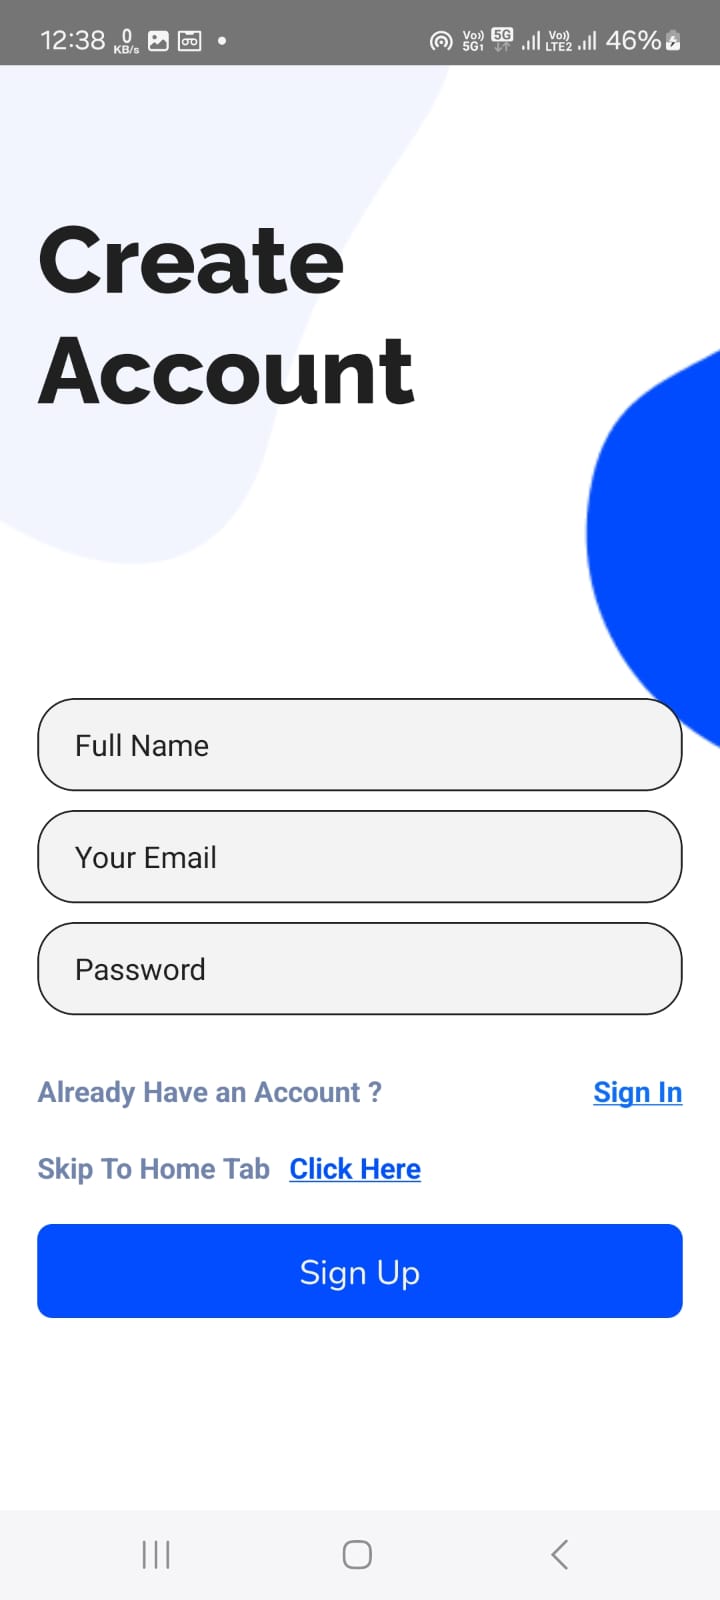 12:38 0 KB/s Vo)) 5G1 5G Vo)) LTE2 46%
Create
Account
Full Name
Your Email
Password
Already Have an Account ? Sign In
Skip To Home Tab Click Here
Sign Up